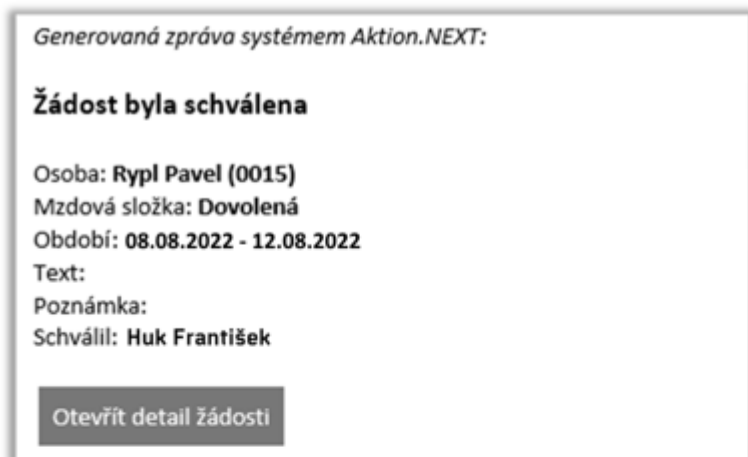 Generovaná zpráva systémem Aktion.NEXT:
Žádost byla schválena
Osoba: Rypl Pavel (0015)
Mzdová složka: Dovolená
Období: 08.08.2022 - 12.08.2022
Text:
Poznámka:
Schválil: Huk František
Otevřít detail žádosti